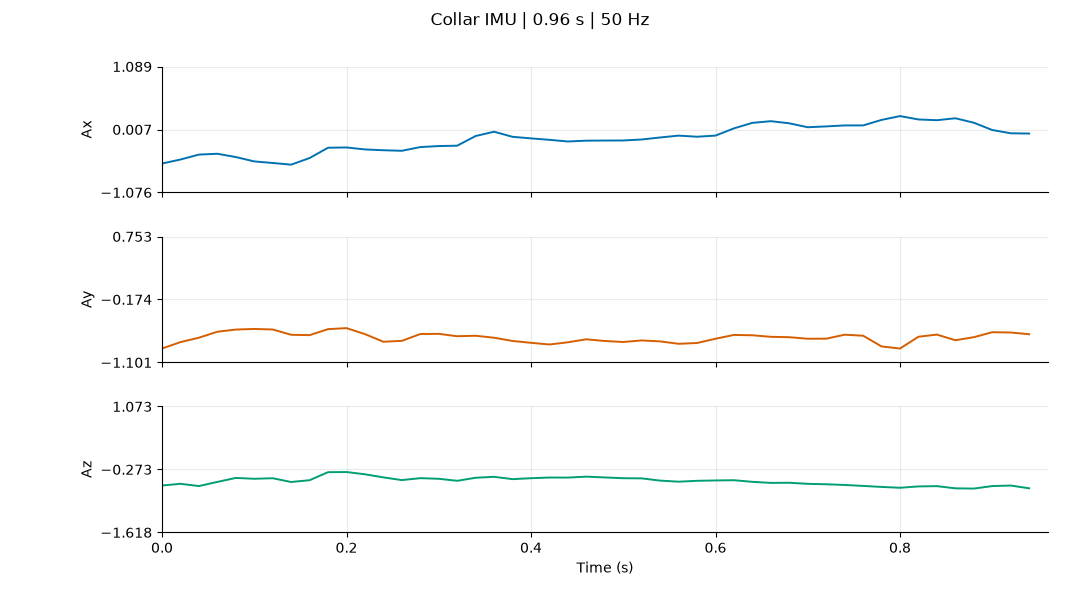 Collar IMU | 0.96 s | 50 Hz
1.089
Ax
0.007
−1.076
0.753
Ay
−0.174
−1.101
1.073
Az
−0.273
−1.618
0.0 0.2 0.4 0.6 0.8
Time (s)